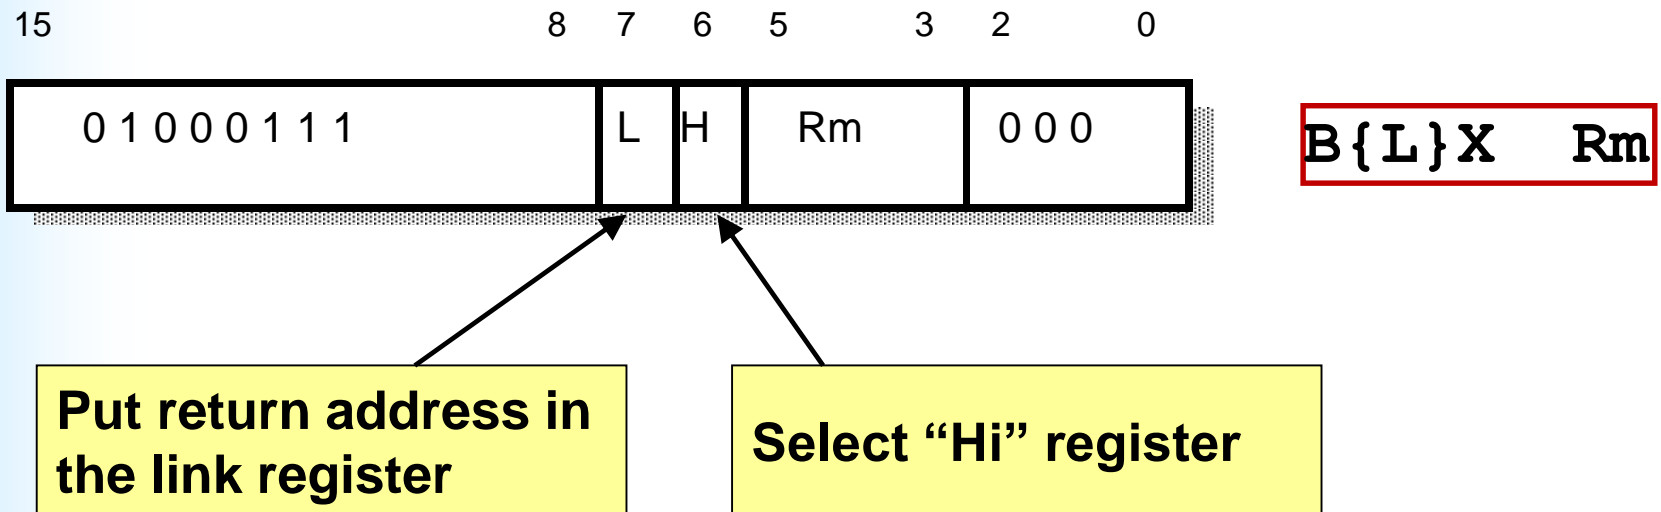 15 8 7 6 5 3 2 0
0 1 0 0 0 1 1 1 L H Rm 0 0 0
B{L}X Rm
Put return address in
the link register
Select “Hi” register